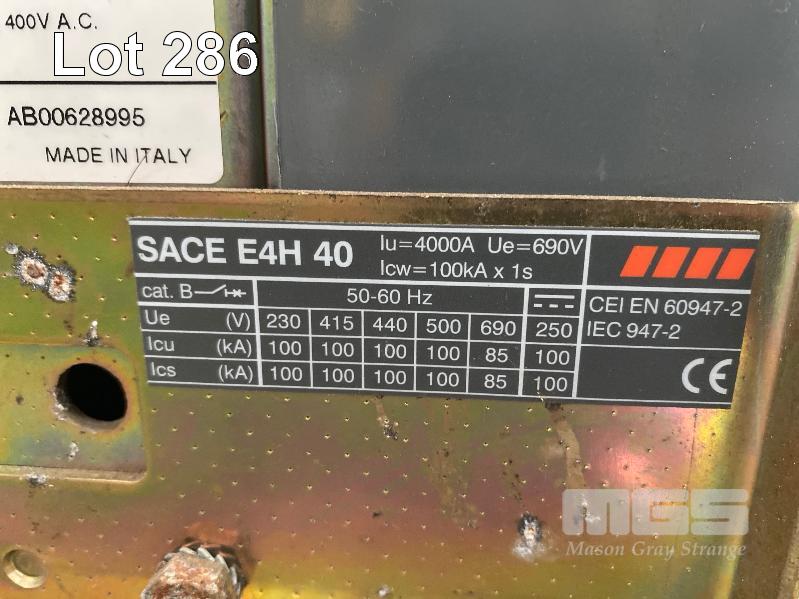 400V A.C.
Lot 286
AB00628995
MADE IN ITALY
SACE E4H 40
Iu=4000A Ue=690V
Icw=100kA x 1s
cat. B
50-60 Hz
CEI EN 60947-2
IEC 947-2
Ue (V) 230 415 440 500 690 250
Icu (kA) 100 100 100 100 85 100
Ics (kA) 100 100 100 100 85 100
CE
MGS
Mason Gray Strange